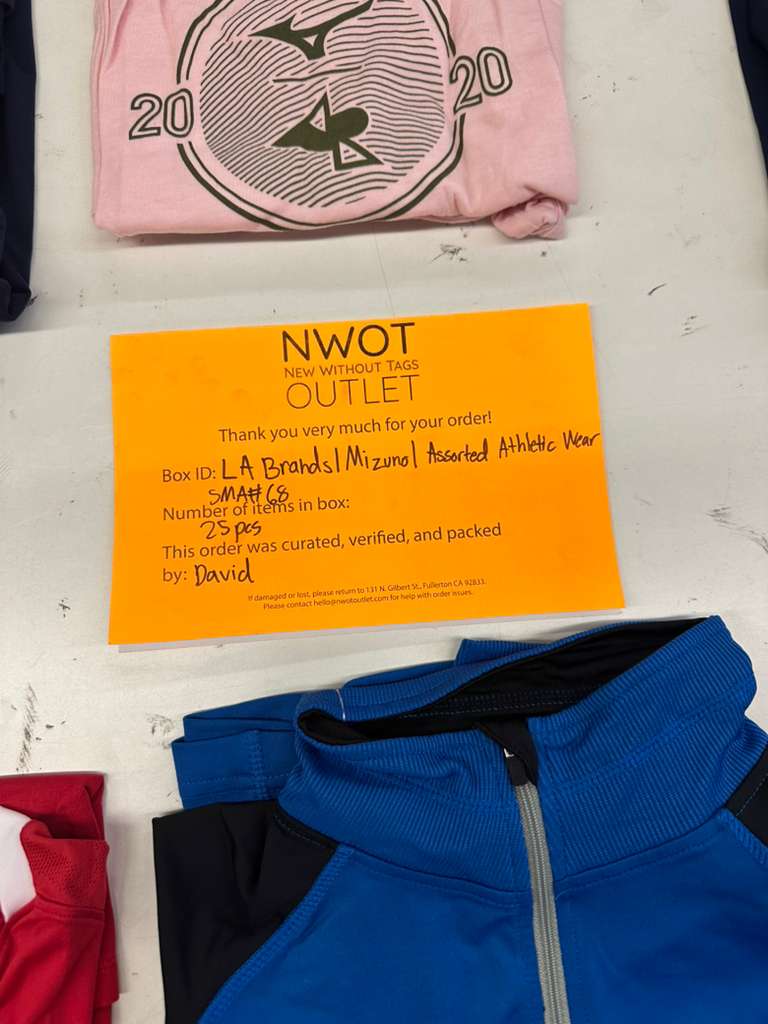 20 20
NWOT
NEW WITHOUT TAGS
OUTLET
Thank you very much for your order!
Box ID: LA Brands/Mizuno/ Assorted Athletic Wear
SMA#68
Number of items in box:
25 pcs
This order was curated, verified, and packed
by: David
If damaged or lost, please return to 131 N. Gilbert St., Fullerton CA 92833.
Please contact hello@nwotoutlet.com for help with order issues.